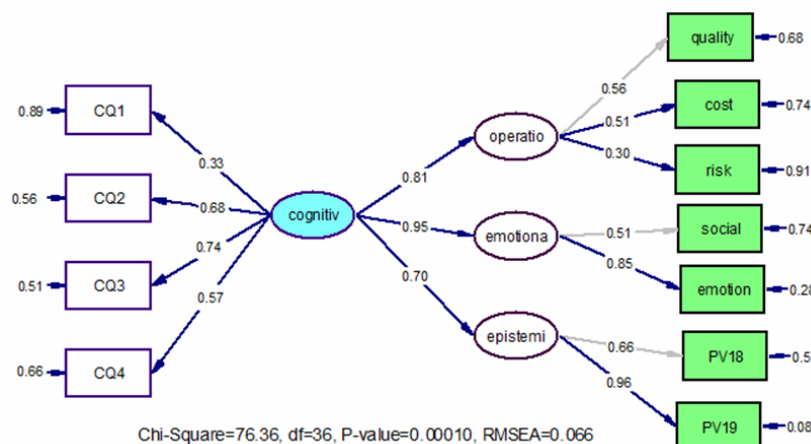 quality
0.68
0.89
CQ1
0.56
cost
0.74
operatio
0.51
0.33
0.30
risk
0.91
0.81
0.56
CQ2
0.68
cognitiv
0.95
emotiona
0.51
social
0.74
0.74
0.85
0.51
CQ3
0.70
emotion
0.28
0.57
epistemi
0.66
PV18
0.5
0.66
CQ4
0.96
PV19
0.08
Chi-Square=76.36, df=36, P-value=0.00010, RMSEA=0.066